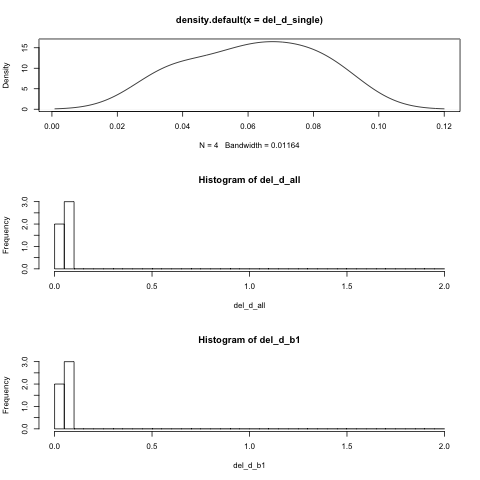 density.default(x = del_d_single)
Density
0 5 10 15
0.00 0.02 0.04 0.06 0.08 0.10 0.12
N = 4 Bandwidth = 0.01164
Histogram of del_d_all
Frequency
0.0 1.0 2.0 3.0
0.0 0.5 1.0 1.5 2.0
del_d_all
Histogram of del_d_b1
Frequency
0.0 1.0 2.0 3.0
0.0 0.5 1.0 1.5 2.0
del_d_b1